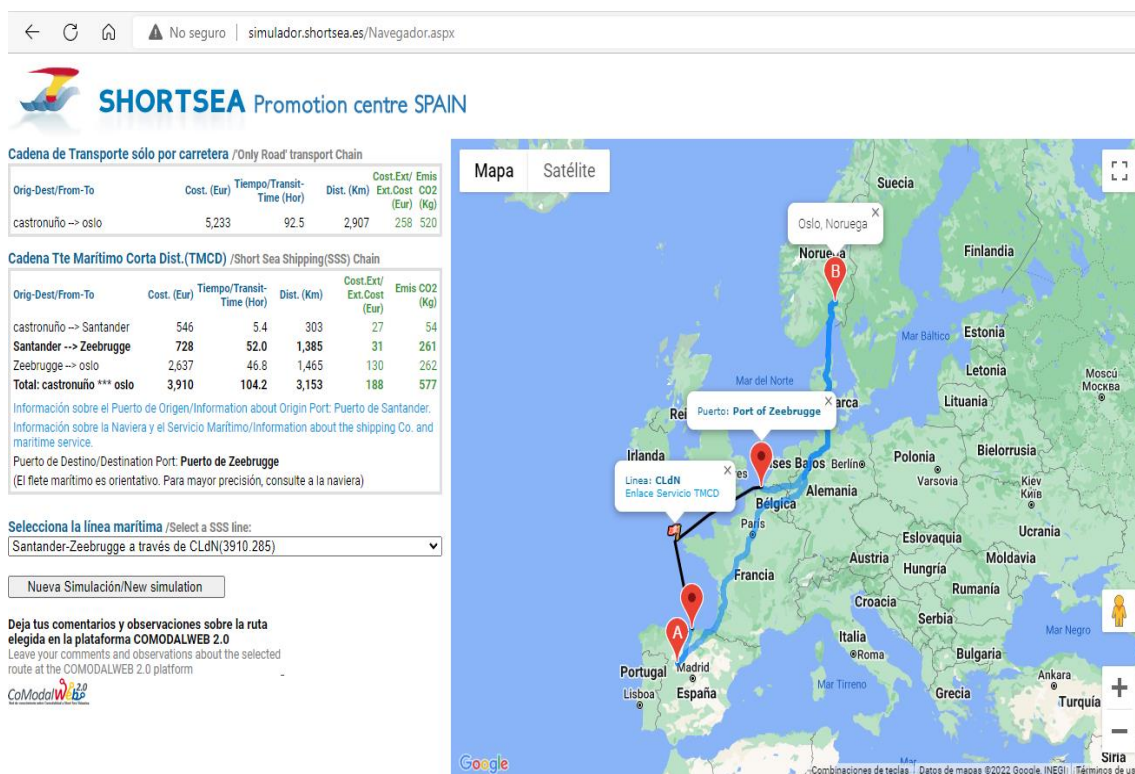 No seguro | simulador.shortsea.es/Navegador.aspx
SHORTSEA Promotion centre SPAIN
Cadena de Transporte sólo por carretera /'Only Road' transport Chain
Orig-Dest/From-To Cost. (Eur) Tiempo/Transit-Time (Hor) Dist. (Km) Cost.Ext/Ext.Cost (Eur) Emis CO2 (Kg)
castronuño --> oslo 5,233 92.5 2,907 258 520
Cadena Tte Marítimo Corta Dist.(TMCD) /Short Sea Shipping(SSS) Chain
Orig-Dest/From-To Cost. (Eur) Tiempo/Transit-Time (Hor) Dist. (Km) Cost.Ext/Ext.Cost (Eur) Emis CO2 (Kg)
castronuño --> Santander 546 5.4 303 27 54
Santander --> Zeebrugge 728 52.0 1,385 31 261
Zeebrugge --> oslo 2,637 46.8 1,465 130 262
Total: castronuño *** oslo 3,910 104.2 3,153 188 577
Información sobre el Puerto de Origen/Information about Origin Port: Puerto de Santander.
Información sobre la Naviera y el Servicio Marítimo/Information about the shipping Co. and
maritime service.
Puerto de Destino/Destination Port: Puerto de Zeebrugge
(El flete marítimo es orientativo. Para mayor precisión, consulte a la naviera)
Selecciona la línea marítima /Select a SSS line:
Santander-Zeebrugge a través de CLdN(3910.285)
Nueva Simulación/New simulation
Deja tus comentarios y observaciones sobre la ruta
elegida en la plataforma COMODALWEB 2.0
Leave your comments and observations about the selected
route at the COMODALWEB 2.0 platform
CoModalWeb 2.0
Mapa Satélite
Suecia
Oslo, Noruega
Noruega
B
Finlandia
Mar Báltico
Estonia
Letonia
Moscú
Москва
Mar del Norte
Lituania
Puerto: Port of Zeebrugge
arca
Rei
Irlanda
Linea: CLdN
Enlace Servicio TMCD
res
íses Bajos
Berlín
Polonia
Varsovia
Bielorrusia
Bélgica
Alemania
Kiev
Київ
París
Eslovaquia
Ucrania
Austria
Hungría
Moldavia
Francia
Rumanía
Croacia
Serbia
A
Italia
Roma
Bulgaria
Mar Negro
Portugal
Madrid
Lisboa
España
Mar Tirreno
Grecia
Ankara
Turquía
Siria
Google
Mar
Combinaciones de teclas
Datos de mapas ©2022 Google, INEGI
Términos de us